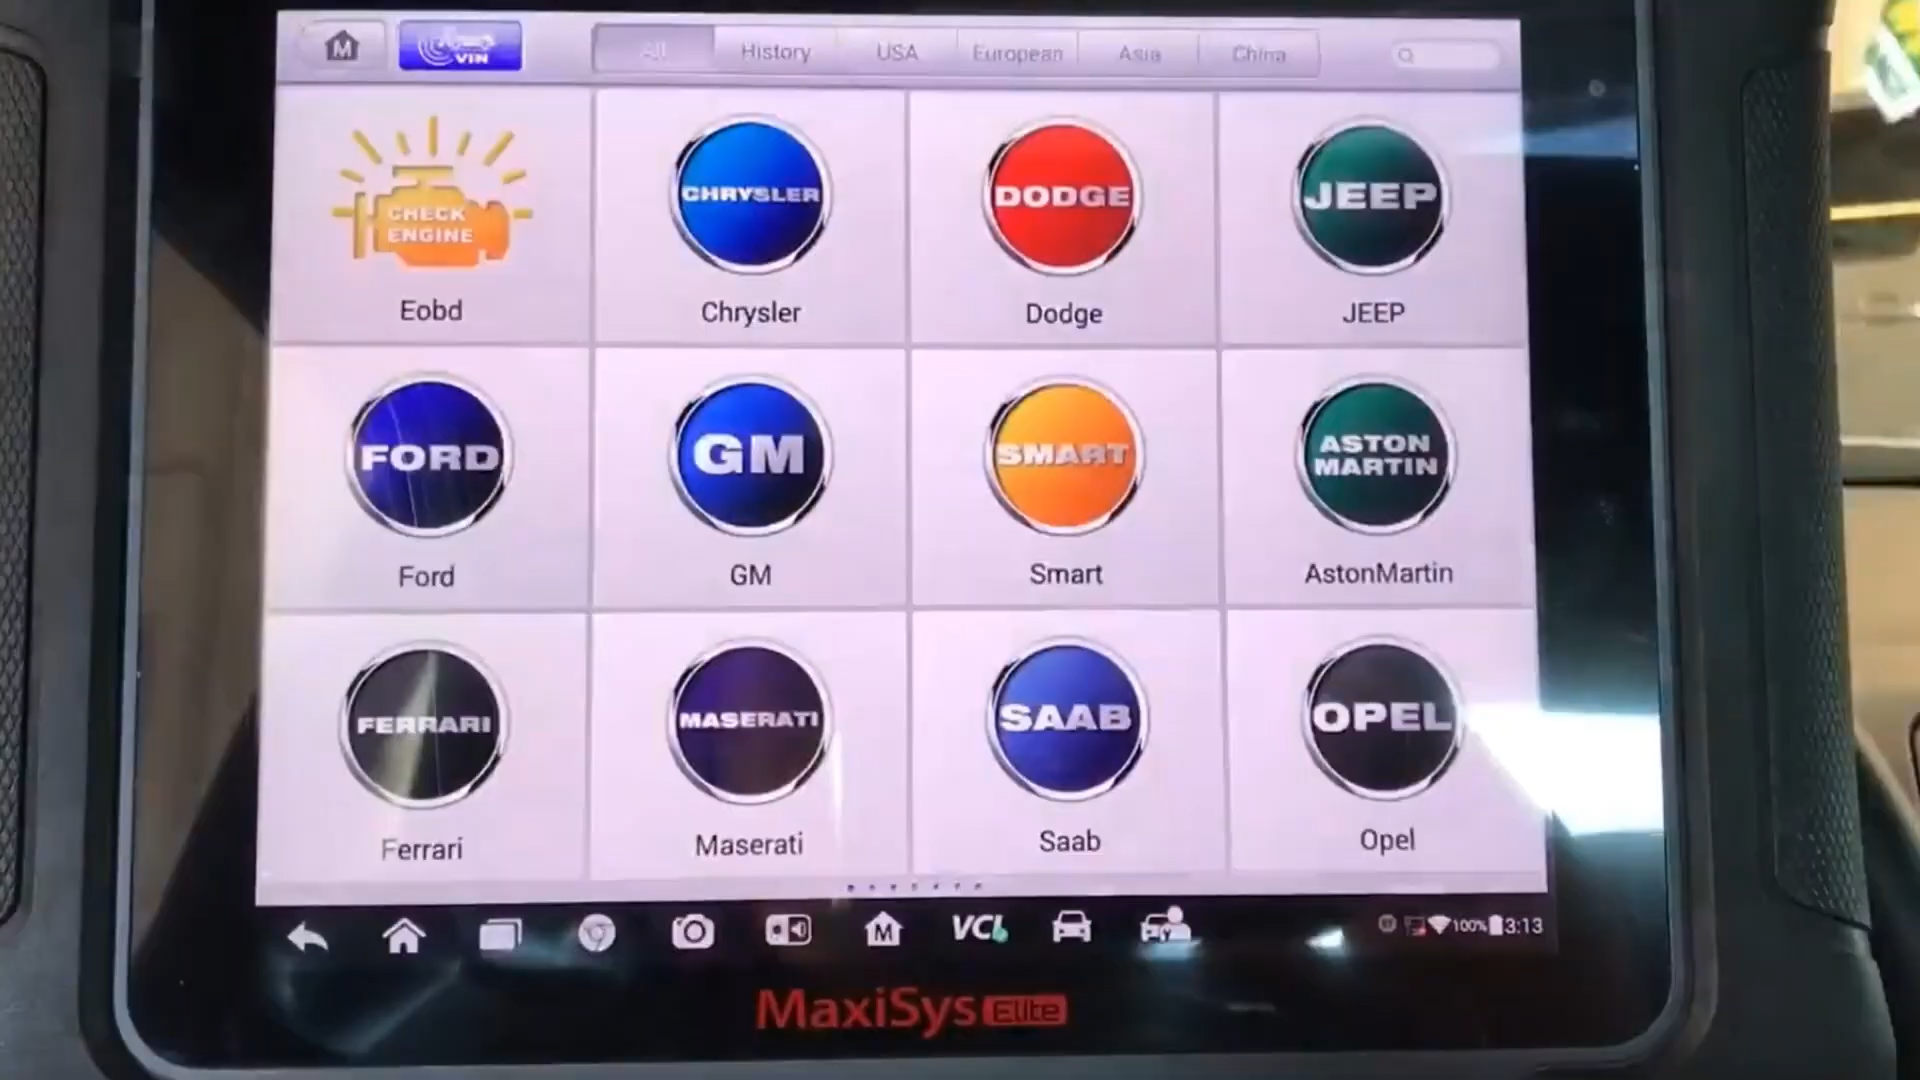 M
VIN
All
History
USA
European
Asia
China
CHECK
ENGINE
CHRYSLER
DODGE
JEEP
Eobd
Chrysler
Dodge
JEEP
FORD
GM
SMART
ASTON
MARTIN
Ford
GM
Smart
AstonMartin
FERRARI
MASERATI
SAAB
OPEL
Ferrari
Maserati
Saab
Opel
M
VCI
100%
3:13
MaxiSys Elite